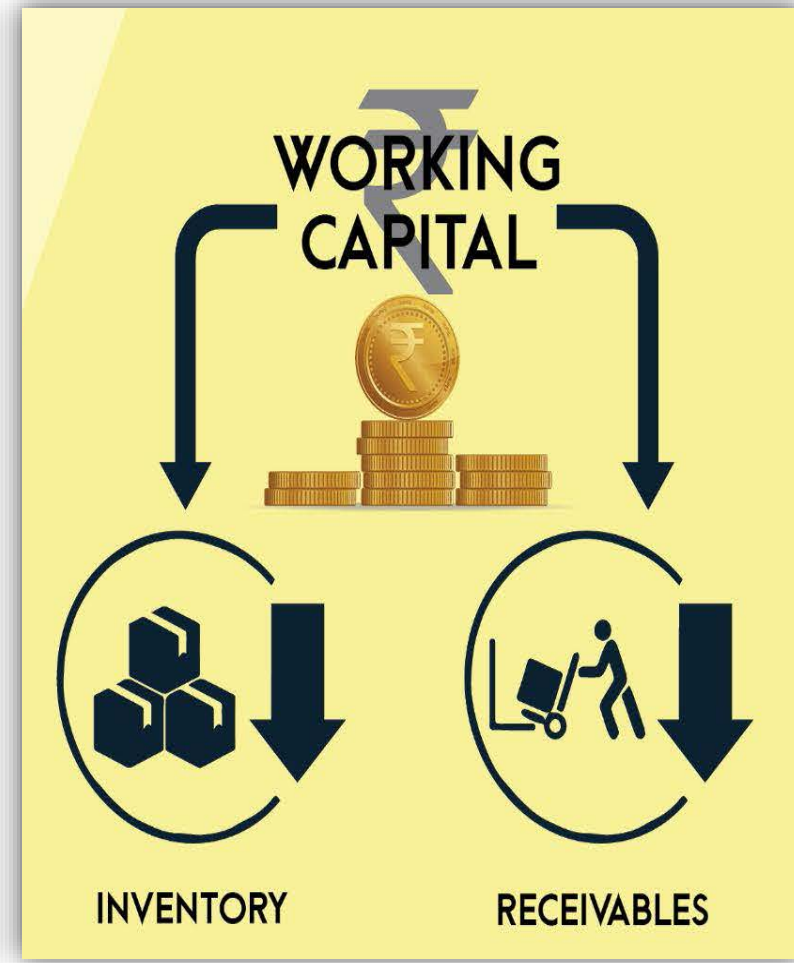 ₹
WORKING
CAPITAL
₹
INVENTORY
RECEIVABLES